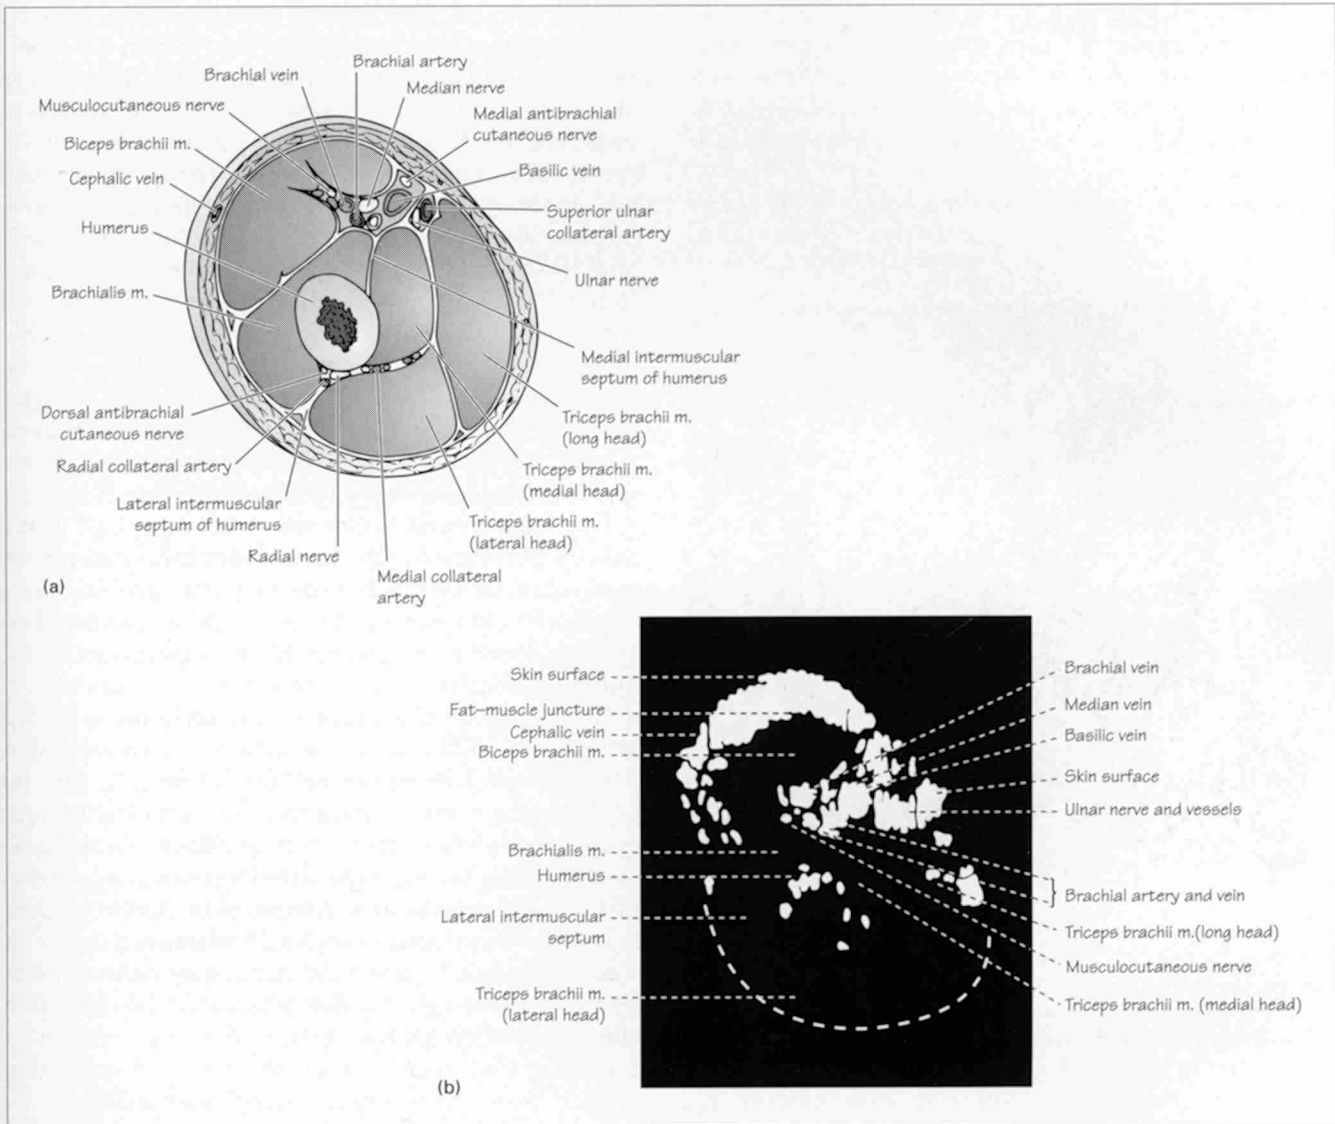 Brachial artery
Brachial vein
Median nerve
Musculocutaneous nerve
Medial antibrachial
cutaneous nerve
Biceps brachii m.
Basilic vein
Cephalic vein
Superior ulnar
collateral artery
Humerus
Ulnar nerve
Brachialis m.
Medial intermuscular
septum of humerus
Dorsal antibrachial
cutaneous nerve
Triceps brachii m.
(long head)
Radial collateral artery
Triceps brachii m.
(medial head)
Lateral intermuscular
septum of humerus
Triceps brachii m.
(lateral head)
Radial nerve
Medial collateral
artery
(a)
Skin surface
Fat–muscle juncture
Cephalic vein
Biceps brachii m.
Brachialis m.
Humerus
Lateral intermuscular
septum
Triceps brachii m.
(lateral head)
Brachial vein
Median vein
Basilic vein
Skin surface
Ulnar nerve and vessels
Brachial artery and vein
Triceps brachii m.(long head)
Musculocutaneous nerve
Triceps brachii m. (medial head)
(b)